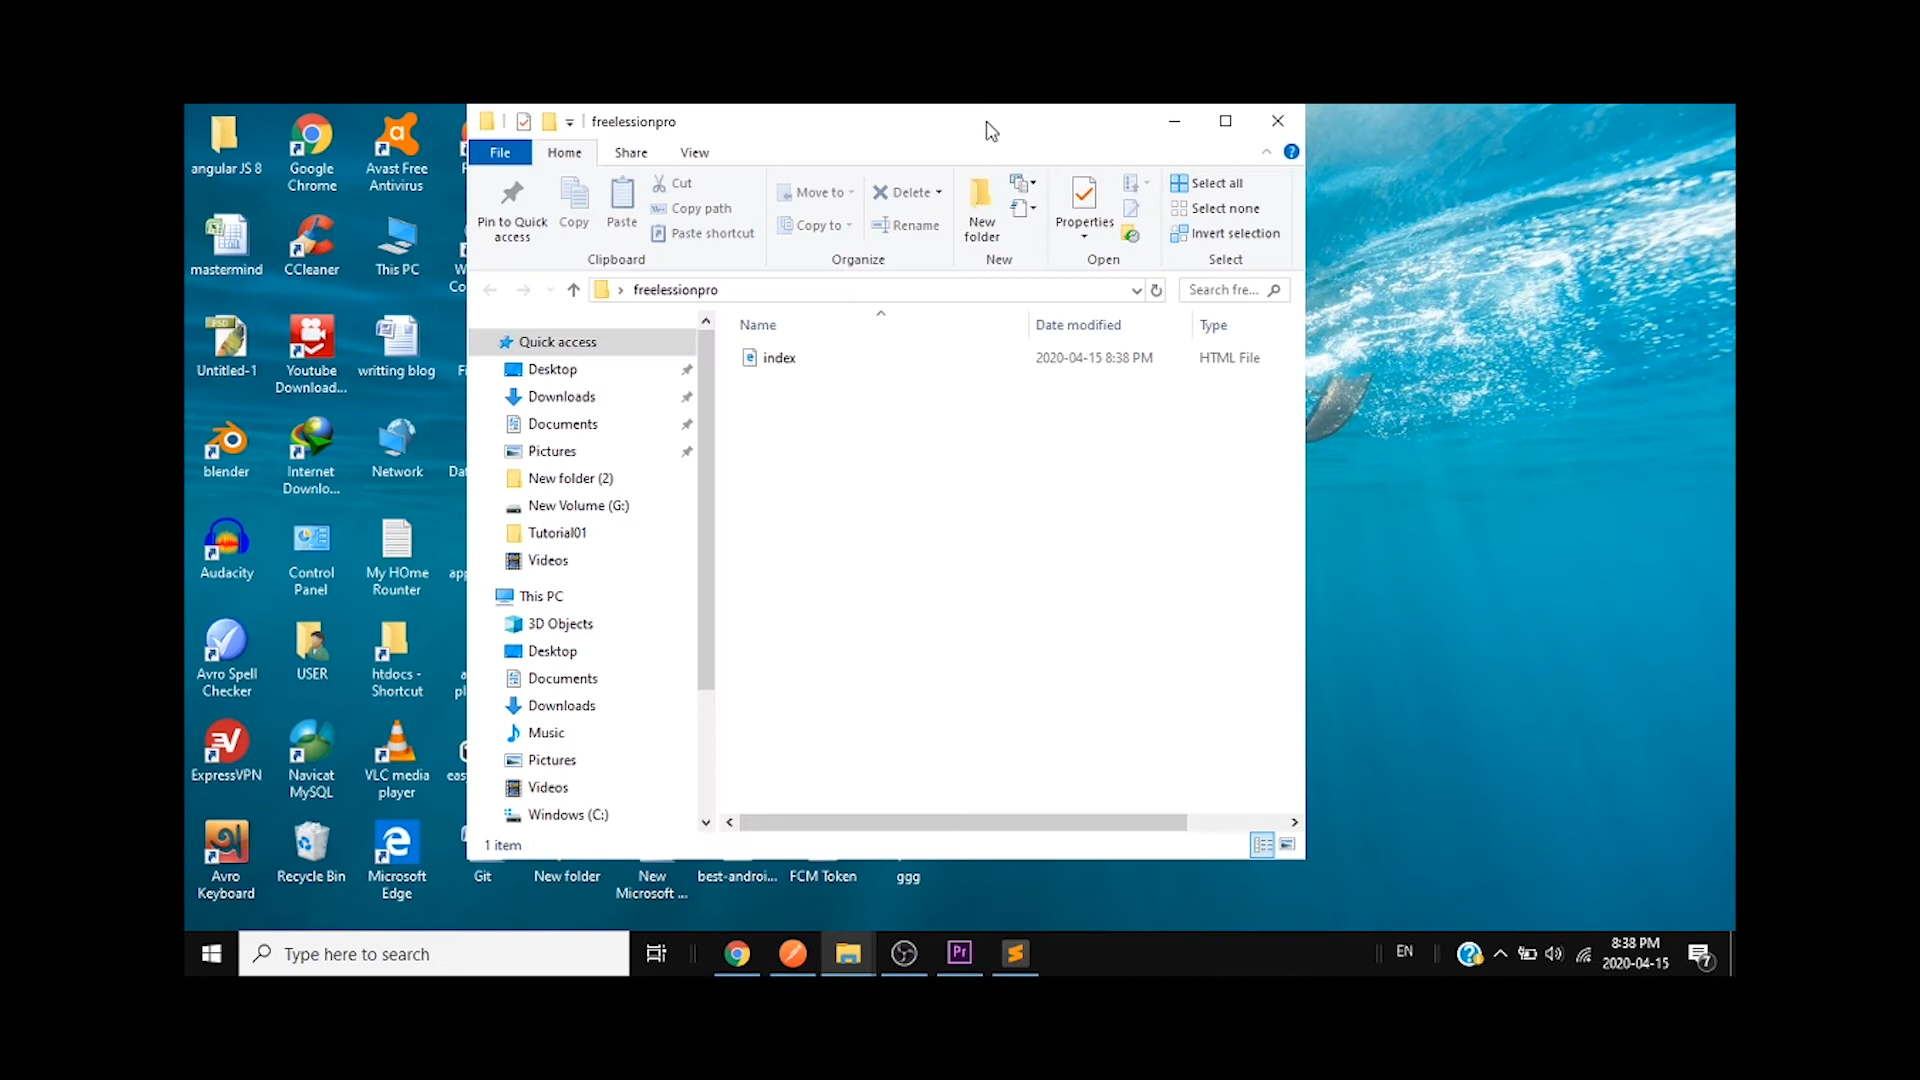 freelessionpro
File
Home
Share
View
Pin to Quick
access
Copy
Paste
Cut
Copy path
Paste shortcut
Clipboard
Move to
Copy to
Delete
Rename
Organize
New
folder
New
Properties
Open
Select all
Select none
Invert selection
Select
freelessionpro
Search fre...
Quick access
Desktop
Downloads
Documents
Pictures
New folder (2)
New Volume (G:)
Tutorial01
Videos
This PC
3D Objects
Desktop
Documents
Downloads
Music
Pictures
Videos
Windows (C:)
Name
Date modified
Type
index
2020-04-15 8:38 PM
HTML File
1 item
angular JS 8
Google
Chrome
Avast Free
Antivirus
mastermind
CCleaner
This PC
Untitled-1
Youtube
Download...
writting blog
blender
Internet
Downlo...
Network
Audacity
Control
Panel
My HOme
Rounter
Avro Spell
Checker
USER
htdocs -
Shortcut
ExpressVPN
Navicat
MySQL
VLC media
player
Avro
Keyboard
Recycle Bin
Microsoft
Edge
Git
New folder
New
Microsoft ...
best-androi...
FCM Token
ggg
Type here to search
Pr
EN
8:38 PM
2020-04-15
7